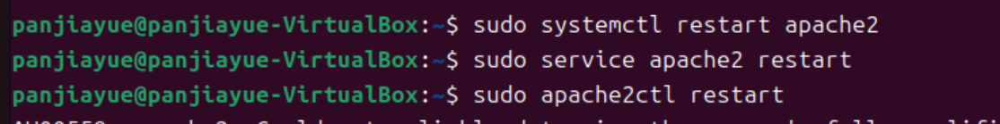 panjiayue@panjiayue-VirtualBox:~$ sudo systemctl restart apache2
panjiayue@panjiayue-VirtualBox:~$ sudo service apache2 restart
panjiayue@panjiayue-VirtualBox:~$ sudo apache2ctl restart